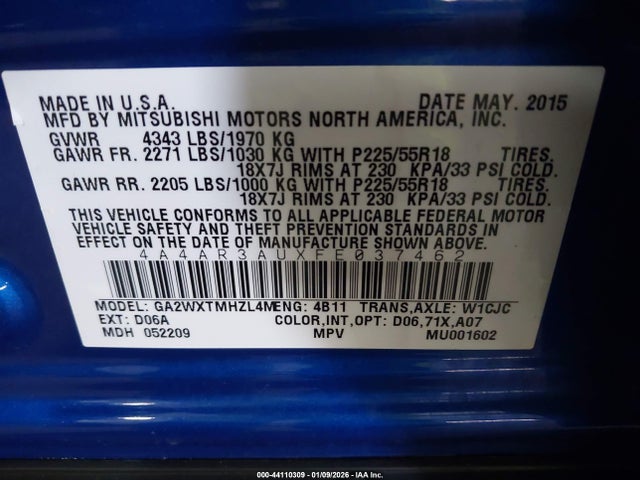 MADE IN U.S.A. DATE MAY. 2015
MFD BY MITSUBISHI MOTORS NORTH AMERICA, INC.
GVWR 4343 LBS/1970 KG
GAWR FR. 2271 LBS/1030 KG WITH P225/55R18 TIRES.
18X7J RIMS AT 230 KPA/33 PSI COLD.
GAWR RR. 2205 LBS/1000 KG WITH P225/55R18 TIRES.
18X7J RIMS AT 230 KPA/33 PSI COLD.
THIS VEHICLE CONFORMS TO ALL APPLICABLE FEDERAL MOTOR
VEHICLE SAFETY AND THEFT PREVENTION STANDARDS IN
EFFECT ON THE DATE OF MANUFACTURE SHOWN ABOVE.
4A4AR3AUXFE037462
MODEL: GA2WXTMHZL4M ENG: 4B11 TRANS,AXLE: W1CJC
EXT: D06A COLOR,INT,OPT: D06,71X,A07
MDH 052209 MPV MU001602
000-44110309 - 01/09/2026 - IAA Inc.